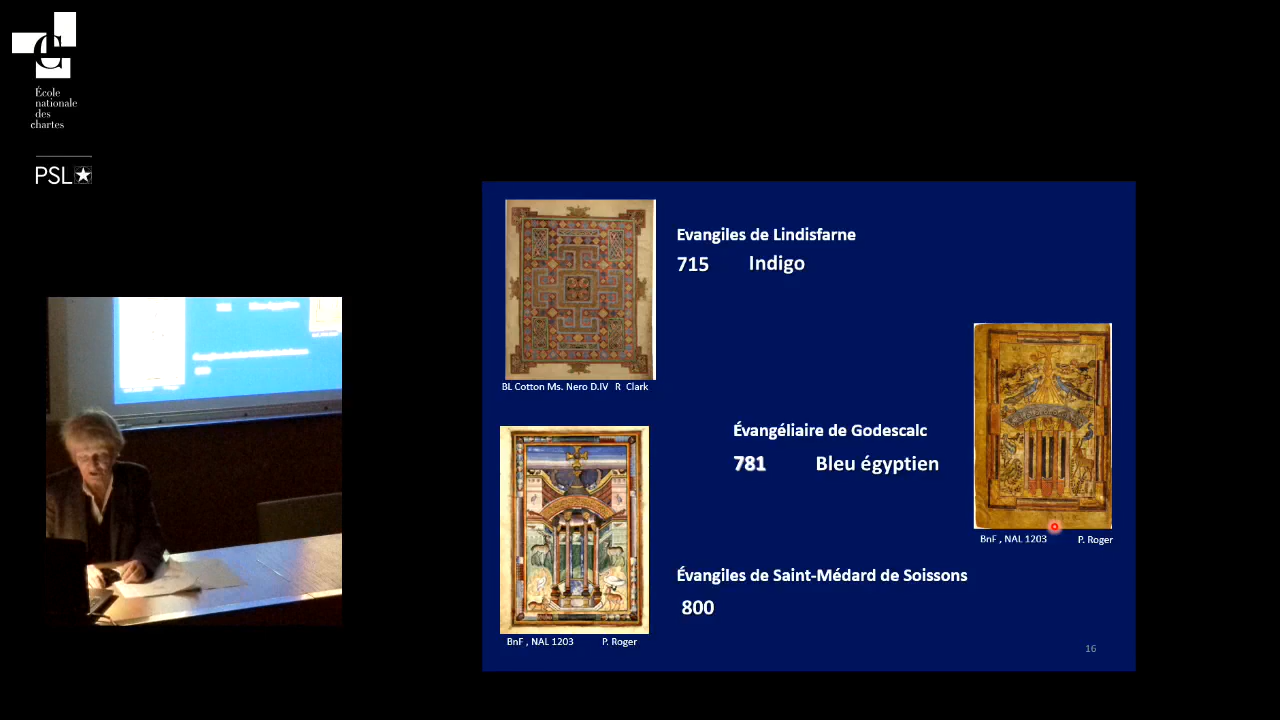 École
nationale
des
chartes
PSL
Evangiles de Lindisfarne
715 Indigo
BL Cotton Ms. Nero D.IV R Clark
Évangéliaire de Godescalc
781 Bleu égyptien
BnF , NAL 1203 P. Roger
Évangiles de Saint-Médard de Soissons
800
BnF , NAL 1203 P. Roger
16